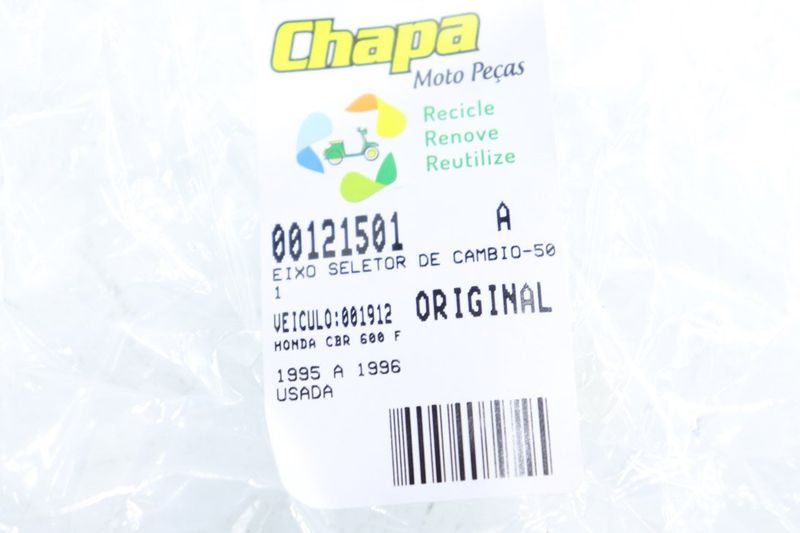 Chapa
Moto Peças
Recicle
Renove
Reutilize
00121501 A
EIXO SELETOR DE CAMBIO-50
1
VEICULO:001912 ORIGINAL
HONDA CBR 600 F
1995 A 1996
USADA